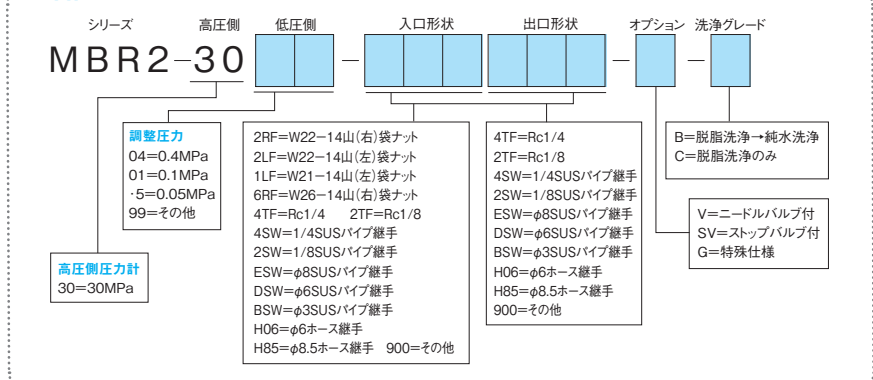 シリーズ 高圧側 低圧側 入口形状 出口形状 オプション 洗浄グレード
MBR2-30 - - -
調整圧力
04=0.4MPa
01=0.1MPa
·5=0.05MPa
99=その他
高圧側圧力計
30=30MPa
2RF=W22-14山(右)袋ナット
2LF=W22-14山(左)袋ナット
1LF=W21-14山(左)袋ナット
6RF=W26-14山(右)袋ナット
4TF=Rc1/4 2TF=Rc1/8
4SW=1/4SUSパイプ継手
2SW=1/8SUSパイプ継手
ESW=φ8SUSパイプ継手
DSW=φ6SUSパイプ継手
BSW=φ3SUSパイプ継手
H06=φ6ホース継手
H85=φ8.5ホース継手 900=その他
4TF=Rc1/4
2TF=Rc1/8
4SW=1/4SUSパイプ継手
2SW=1/8SUSパイプ継手
ESW=φ8SUSパイプ継手
DSW=φ6SUSパイプ継手
BSW=φ3SUSパイプ継手
H06=φ6ホース継手
H85=φ8.5ホース継手
900=その他
B=脱脂洗浄→純水洗浄
C=脱脂洗浄のみ
V=ニードルバルブ付
SV=ストップバルブ付
G=特殊仕様